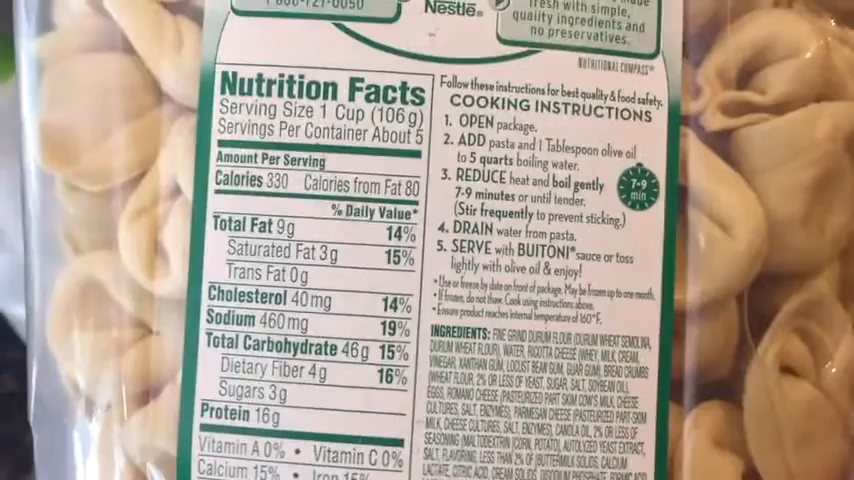 1-800-727-0050
Nestlé®
fresh with simple,
quality ingredients and
no preservatives.
NUTRITIONAL COMPASS™
Nutrition Facts
Serving Size 1 Cup (106g)
Servings Per Container About 5
Amount Per Serving
Calories 330 Calories from Fat 80
% Daily Value*
Total Fat 9g 14%
Saturated Fat 3g 15%
Trans Fat 0g
Cholesterol 40mg 14%
Sodium 460mg 19%
Total Carbohydrate 46g 15%
Dietary Fiber 4g 16%
Sugars 3g
Protein 16g
Vitamin A 0% • Vitamin C 0%
Calcium 15% • Iron 15%
Follow these instructions for best quality & food safety.
COOKING INSTRUCTIONS
1. OPEN package.
2. ADD pasta and 1 Tablespoon olive oil
to 5 quarts boiling water.
3. REDUCE heat and boil gently
7-9 minutes or until tender.
(Stir frequently to prevent sticking.)
7-9
min
4. DRAIN water from pasta.
5. SERVE with BUITONI® sauce or toss
lightly with olive oil & enjoy!
*Use or freeze by date on front of package. May be frozen up to one month.
*If frozen, do not thaw. Cook using instructions above.
*Ensure product reaches internal temperature of 160°F.
INGREDIENTS: FINE GRIND DURUM FLOUR (DURUM WHEAT SEMOLINA,
DURUM WHEAT FLOUR), WATER, RICOTTA CHEESE (WHEY, MILK, CREAM,
VINEGAR, XANTHAN GUM, LOCUST BEAN GUM, GUAR GUM), BREAD CRUMBS
(WHEAT FLOUR, 2% OR LESS OF YEAST, SUGAR, SALT, SOYBEAN OIL),
EGGS, ROMANO CHEESE (PASTEURIZED PART-SKIM COW'S MILK, CHEESE
CULTURES, SALT, ENZYMES), PARMESAN CHEESE (PASTEURIZED PART-SKIM
MILK, CHEESE CULTURES, SALT, ENZYMES), CANOLA OIL, 2% OR LESS OF
SEASONING (MALTODEXTRIN (CORN, POTATO), AUTOLYZED YEAST EXTRACT,
SALT, FLAVORING, LESS THAN 2% OF (BUTTERMILK SOLIDS, CALCIUM
LACTATE, CITRIC ACID, CREAM SOLIDS, DISODIUM PHOSPHATE,